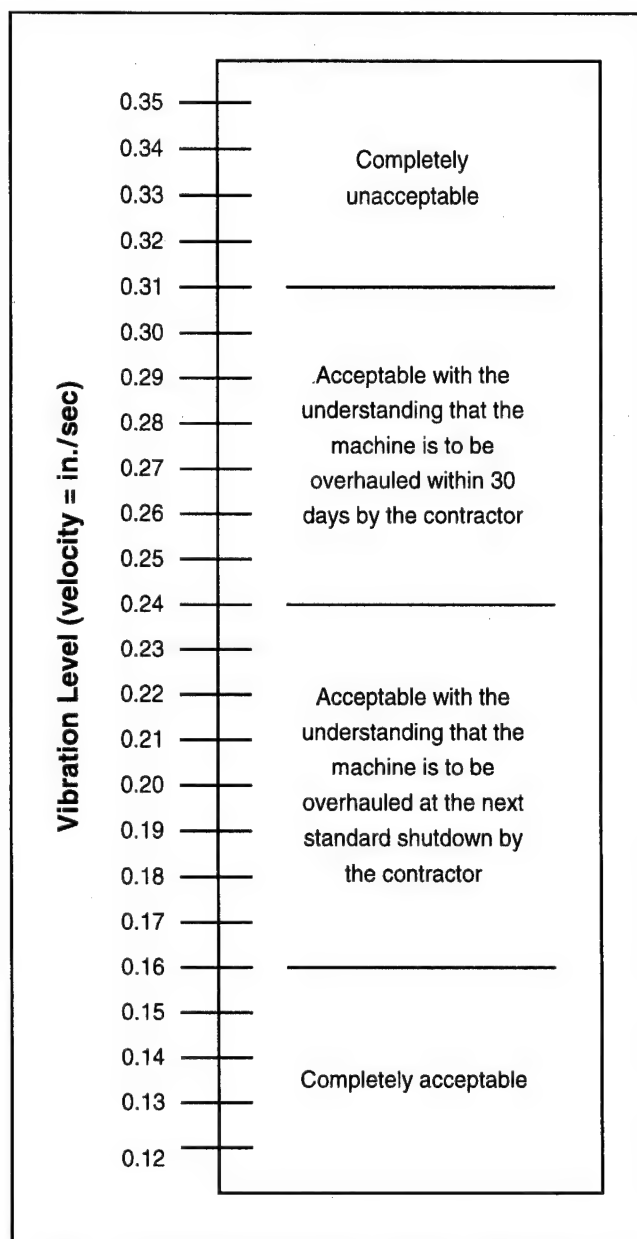 Vibration Level (velocity = in./sec)
0.35
0.34
0.33
0.32
0.31
0.30
0.29
0.28
0.27
0.26
0.25
0.24
0.23
0.22
0.21
0.20
0.19
0.18
0.17
0.16
0.15
0.14
0.13
0.12
Completely
unacceptable
Acceptable with the
understanding that the
machine is to be
overhauled within 30
days by the contractor
Acceptable with the
understanding that the
machine is to be
overhauled at the next
standard shutdown by
the contractor
Completely acceptable